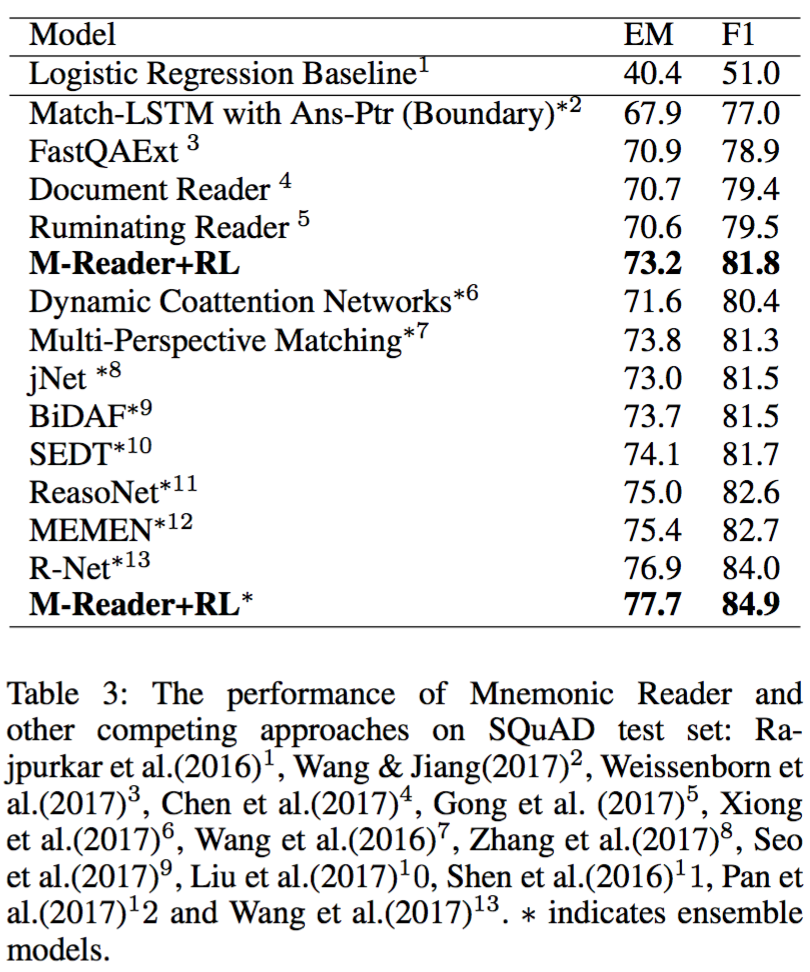 Model EM F1
Logistic Regression Baseline¹ 40.4 51.0
Match-LSTM with Ans-Ptr (Boundary)*² 67.9 77.0
FastQAExt ³ 70.9 78.9
Document Reader ⁴ 70.7 79.4
Ruminating Reader ⁵ 70.6 79.5
M-Reader+RL 73.2 81.8
Dynamic Coattention Networks*⁶ 71.6 80.4
Multi-Perspective Matching*⁷ 73.8 81.3
jNet *⁸ 73.0 81.5
BiDAF*⁹ 73.7 81.5
SEDT*¹⁰ 74.1 81.7
ReasoNet*¹¹ 75.0 82.6
MEMEN*¹² 75.4 82.7
R-Net*¹³ 76.9 84.0
M-Reader+RL* 77.7 84.9
Table 3: The performance of Mnemonic Reader and
other competing approaches on SQuAD test set: Ra-
jpurkar et al.(2016)¹, Wang & Jiang(2017)², Weissenborn et
al.(2017)³, Chen et al.(2017)⁴, Gong et al. (2017)⁵, Xiong
et al.(2017)⁶, Wang et al.(2016)⁷, Zhang et al.(2017)⁸, Seo
et al.(2017)⁹, Liu et al.(2017)¹0, Shen et al.(2016)¹1, Pan et
al.(2017)¹2 and Wang et al.(2017)¹³. * indicates ensemble
models.